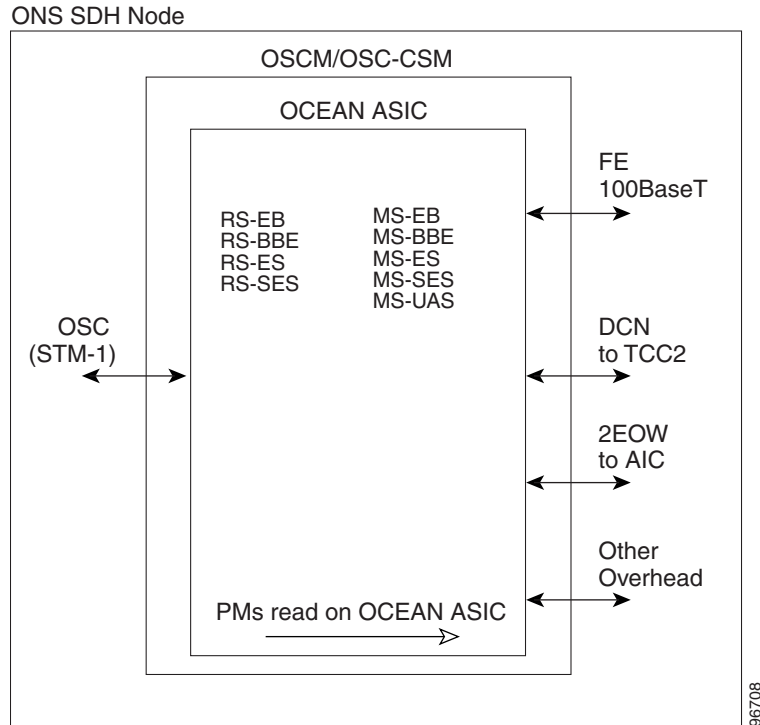 ONS SDH Node
OSCM/OSC-CSM
OCEAN ASIC
FE
100BaseT
RS-EB
RS-BBE
RS-ES
RS-SES
MS-EB
MS-BBE
MS-ES
MS-SES
MS-UAS
OSC
(STM-1)
DCN
to TCC2
2EOW
to AIC
Other
Overhead
PMs read on OCEAN ASIC
96708